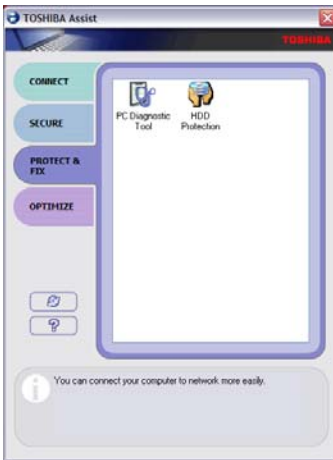 TOSHIBA Assist
TOSHIBA
CONNECT
SECURE
PROTECT &
FIX
OPTIMIZE
PC Diagnostic
Tool
HDD
Protection
?
i
You can connect your computer to network more easily.